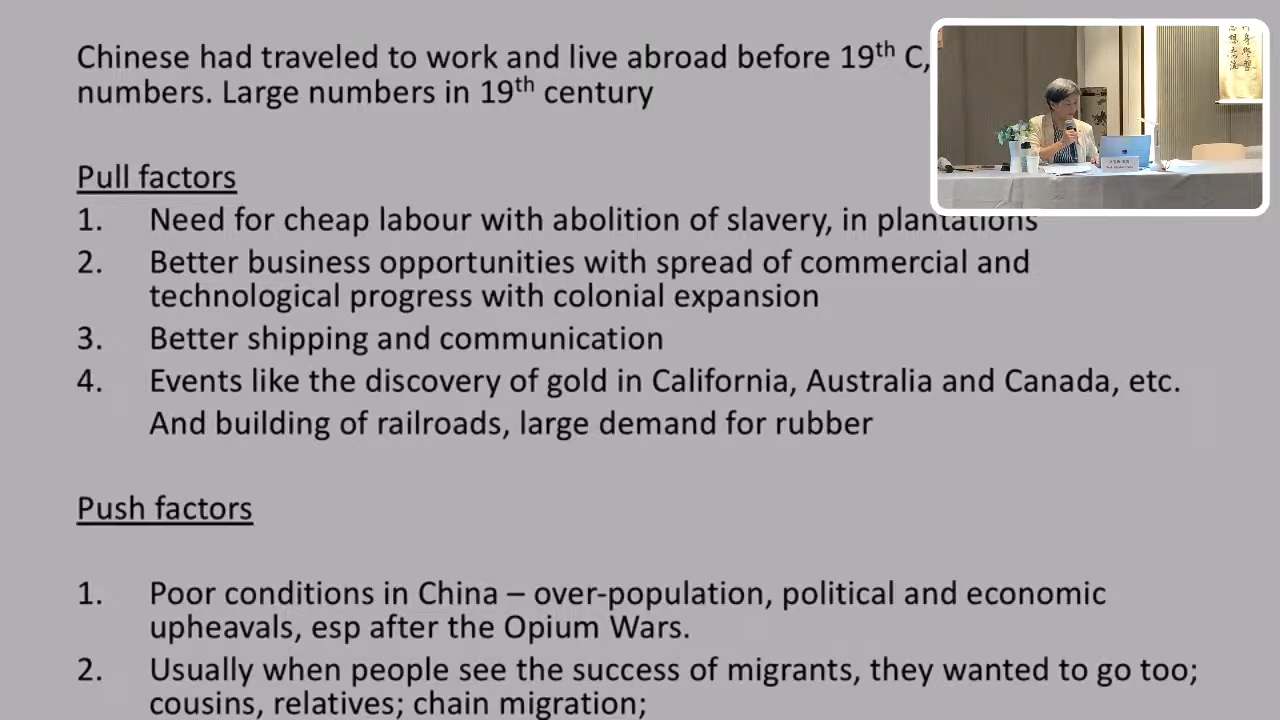 Chinese had traveled to work and live abroad before 19th C,
numbers. Large numbers in 19th century
Pull factors
1. Need for cheap labour with abolition of slavery, in plantations
2. Better business opportunities with spread of commercial and
technological progress with colonial expansion
3. Better shipping and communication
4. Events like the discovery of gold in California, Australia and Canada, etc.
And building of railroads, large demand for rubber
Push factors
1. Poor conditions in China – over-population, political and economic
upheavals, esp after the Opium Wars.
2. Usually when people see the success of migrants, they wanted to go too;
cousins, relatives; chain migration;